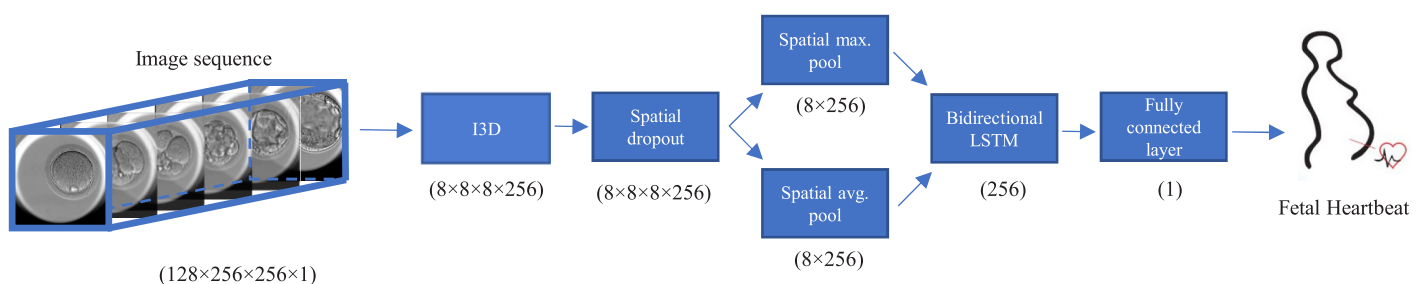 Image sequence
(128×256×256×1)
I3D
(8×8×8×256)
Spatial
dropout
(8×8×8×256)
Spatial max.
pool
(8×256)
Spatial avg.
pool
(8×256)
Bidirectional
LSTM
(256)
Fully
connected
layer
(1)
Fetal Heartbeat